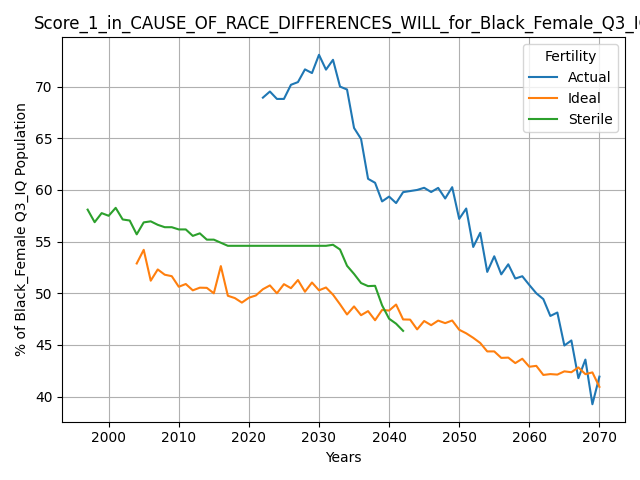 Score_1_in_CAUSE_OF_RACE_DIFFERENCES_WILL_for_Black_Female_Q3_IQ
Fertility
Actual
Ideal
Sterile
% of Black_Female Q3_IQ Population
70
65
60
55
50
45
40
2000 2010 2020 2030 2040 2050 2060 2070
Years